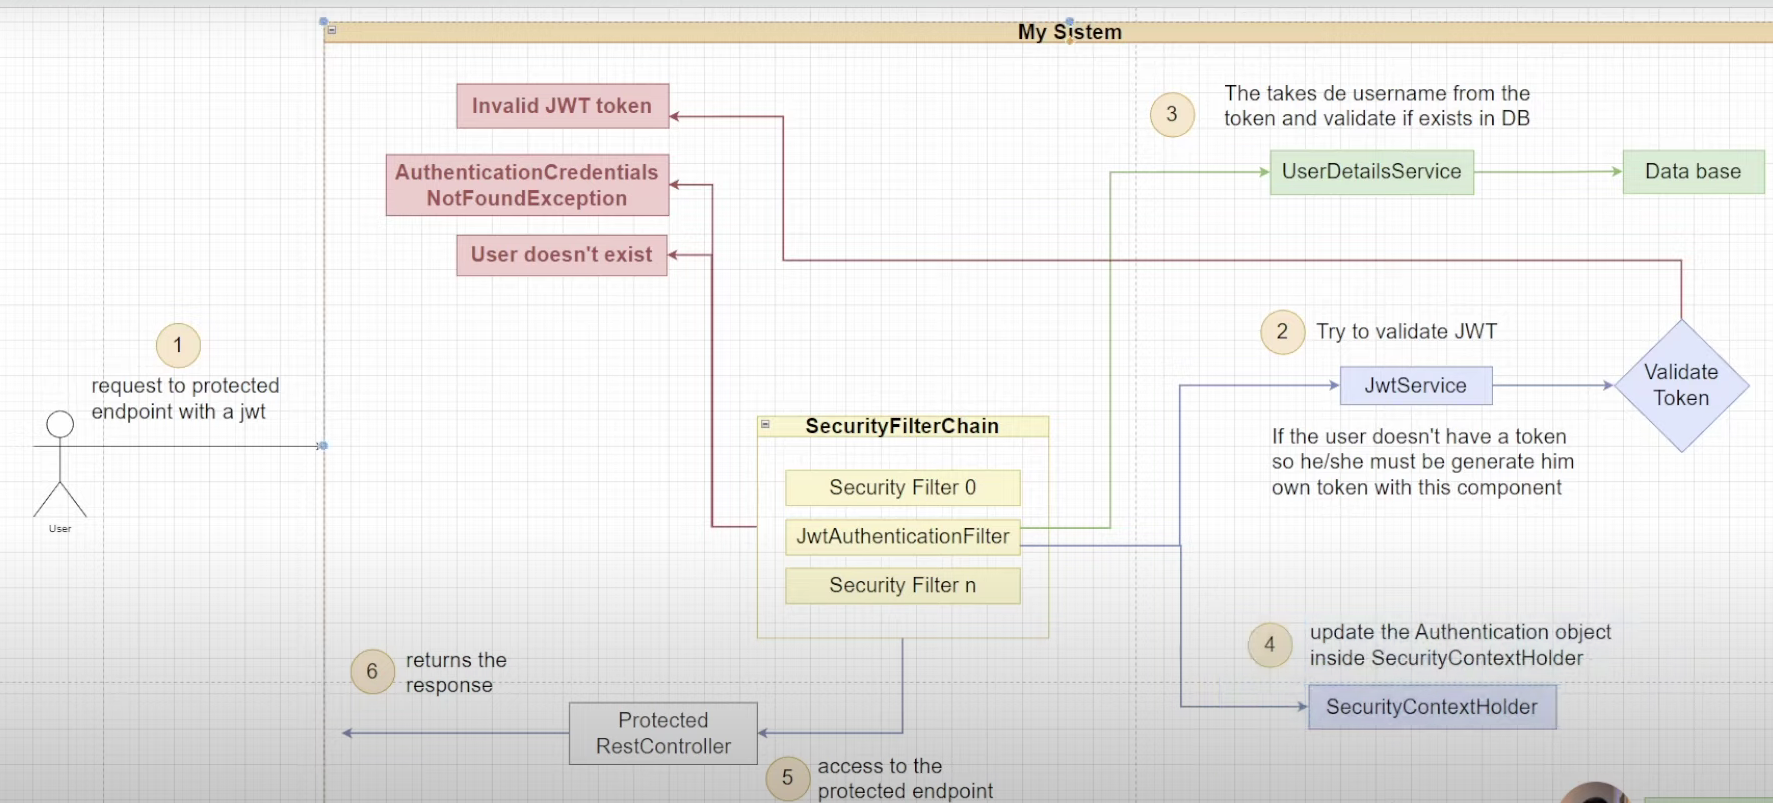 My Sistem
Invalid JWT token
AuthenticationCredentials
NotFoundException
User doesn't exist
3
The takes de username from the
token and validate if exists in DB
UserDetailsService
Data base
1
request to protected
endpoint with a jwt
User
2
Try to validate JWT
JwtService
Validate
Token
If the user doesn't have a token
so he/she must be generate him
own token with this component
SecurityFilterChain
Security Filter 0
JwtAuthenticationFilter
Security Filter n
4
update the Authentication object
inside SecurityContextHolder
SecurityContextHolder
6
returns the
response
Protected
RestController
5
access to the
protected endpoint